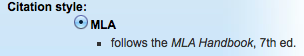 Citation style:
MLA
follows the MLA Handbook, 7th ed.